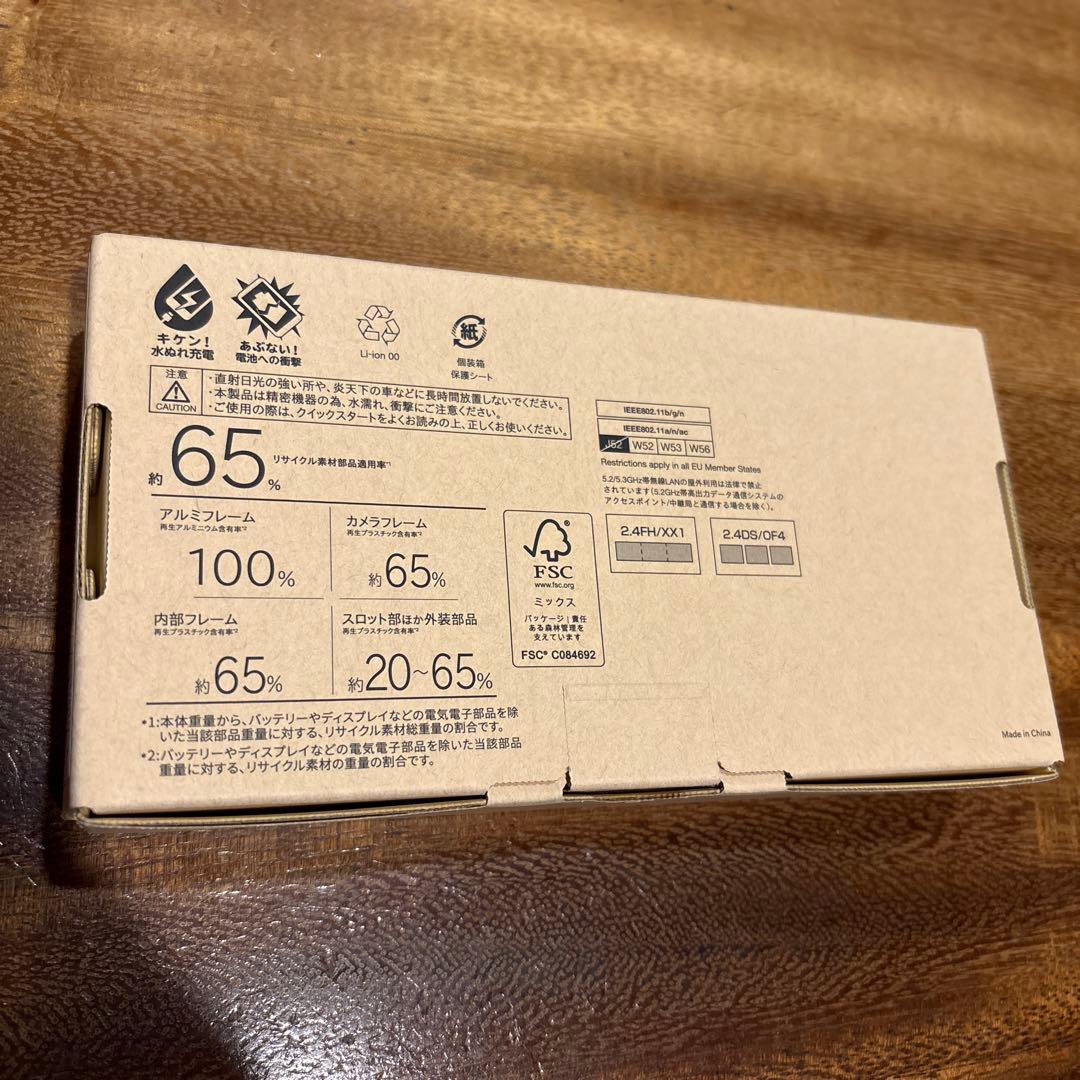 キケン!
水ぬれ充電
あぶない!
電池への衝撃
Li-ion 00
紙
個装箱
保護シート
注意
CAUTION
・直射日光の強い所や、炎天下の車などに長時間放置しないでください。
・本製品は精密機器の為、水濡れ、衝撃にご注意ください。
・ご使用の際は、クイックスタートをよくお読みの上、正しくお使いください。
約65% リサイクル素材部品適用率*1
アルミフレーム
再生アルミニウム含有率*2
100%
カメラフレーム
再生プラスチック含有率*2
約65%
内部フレーム
再生プラスチック含有率*2
約65%
スロット部ほか外装部品
再生プラスチック含有率*2
約20~65%
*1:本体重量から、バッテリーやディスプレイなどの電気電子部品を除
いた当該部品重量に対する、リサイクル素材総重量の割合です。
*2:バッテリーやディスプレイなどの電気電子部品を除いた当該部品
重量に対する、リサイクル素材の重量の割合です。
FSC
www.fsc.org
ミックス
パッケージ|責任
ある森林管理を
支えています
FSC® C084692
IEEE802.11b/g/n
IEEE802.11a/n/ac
J52 W52 W53 W56
Restrictions apply in all EU Member States
5.2/5.3GHz帯無線LANの屋外利用は法律で禁止
されています(5.2GHz帯高出力データ通信システムの
アクセスポイント/中継局と通信する場合を除く)。
2.4FH/XX1
2.4DS/OF4
Made in China